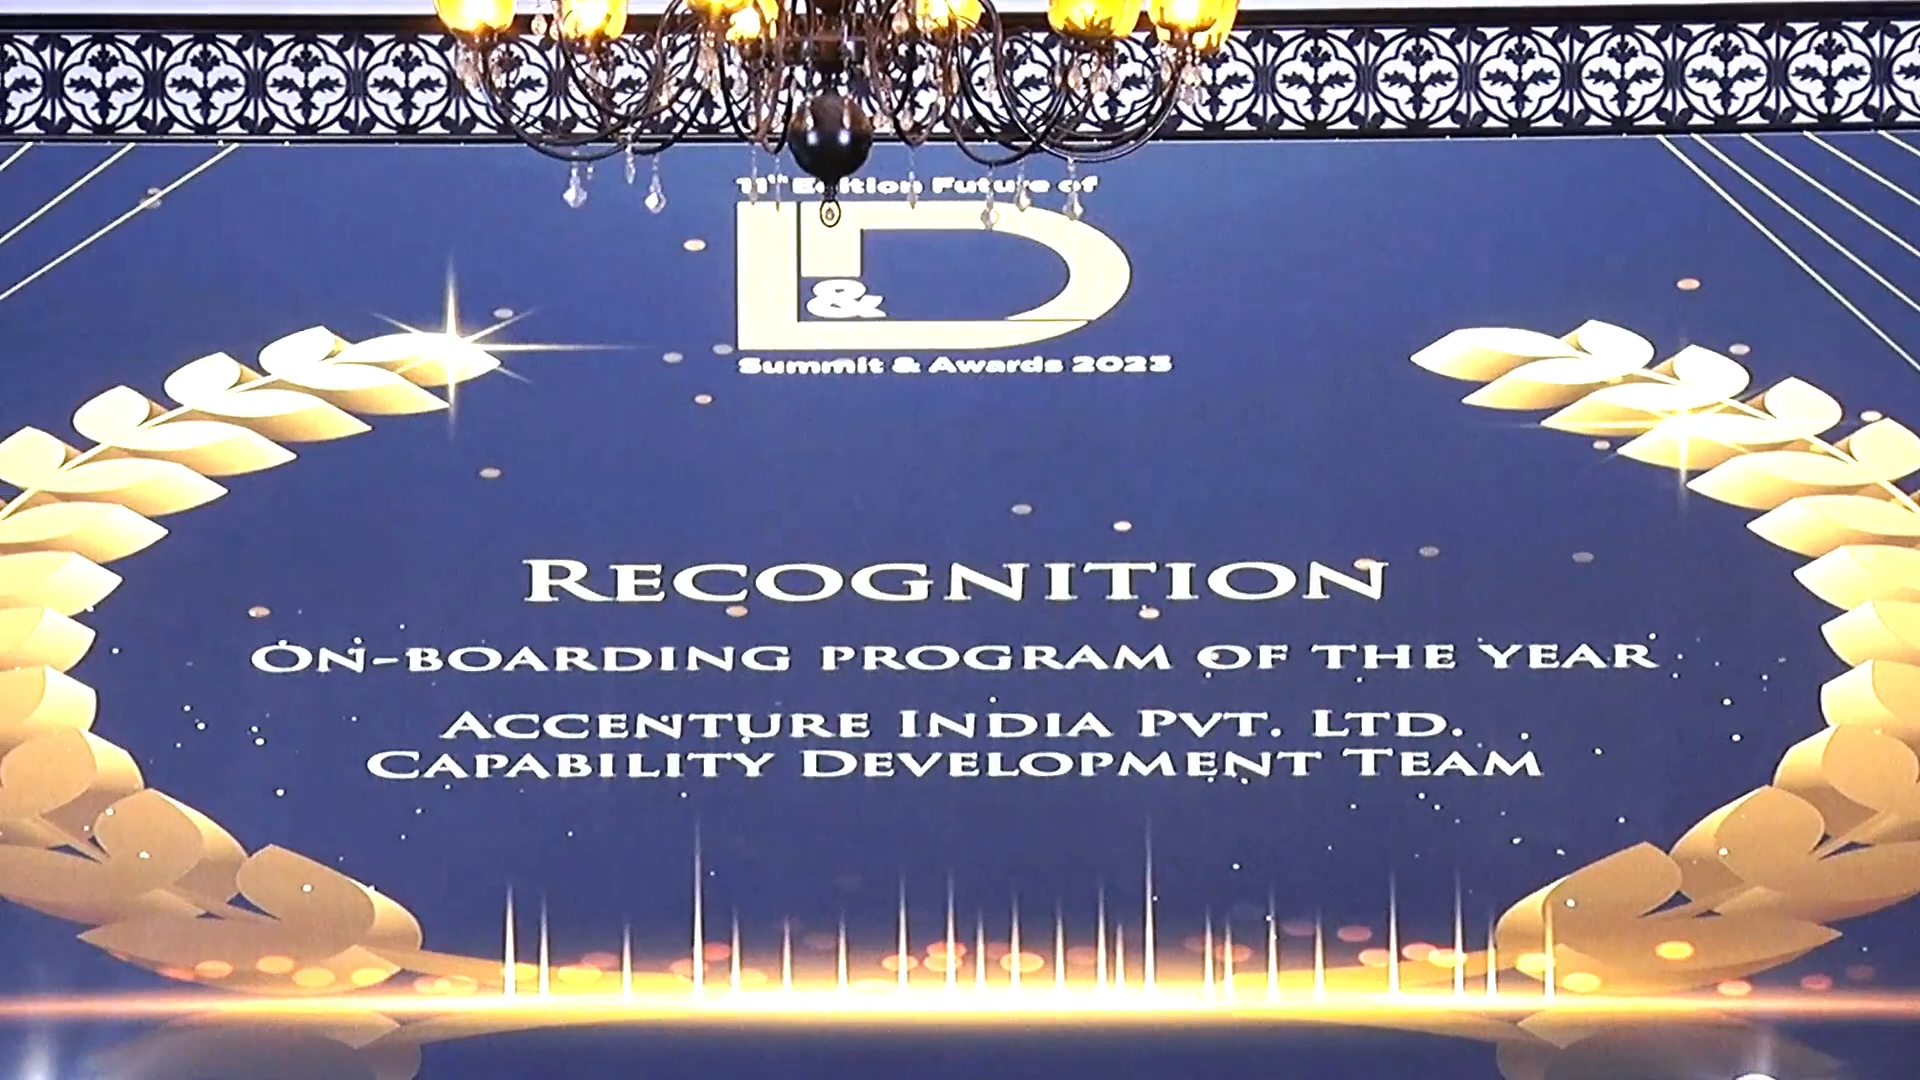 11th Edition Future of
L&D
Summit & Awards 2023
RECOGNITION
ON-BOARDING PROGRAM OF THE YEAR
ACCENTURE INDIA PVT. LTD.
CAPABILITY DEVELOPMENT TEAM